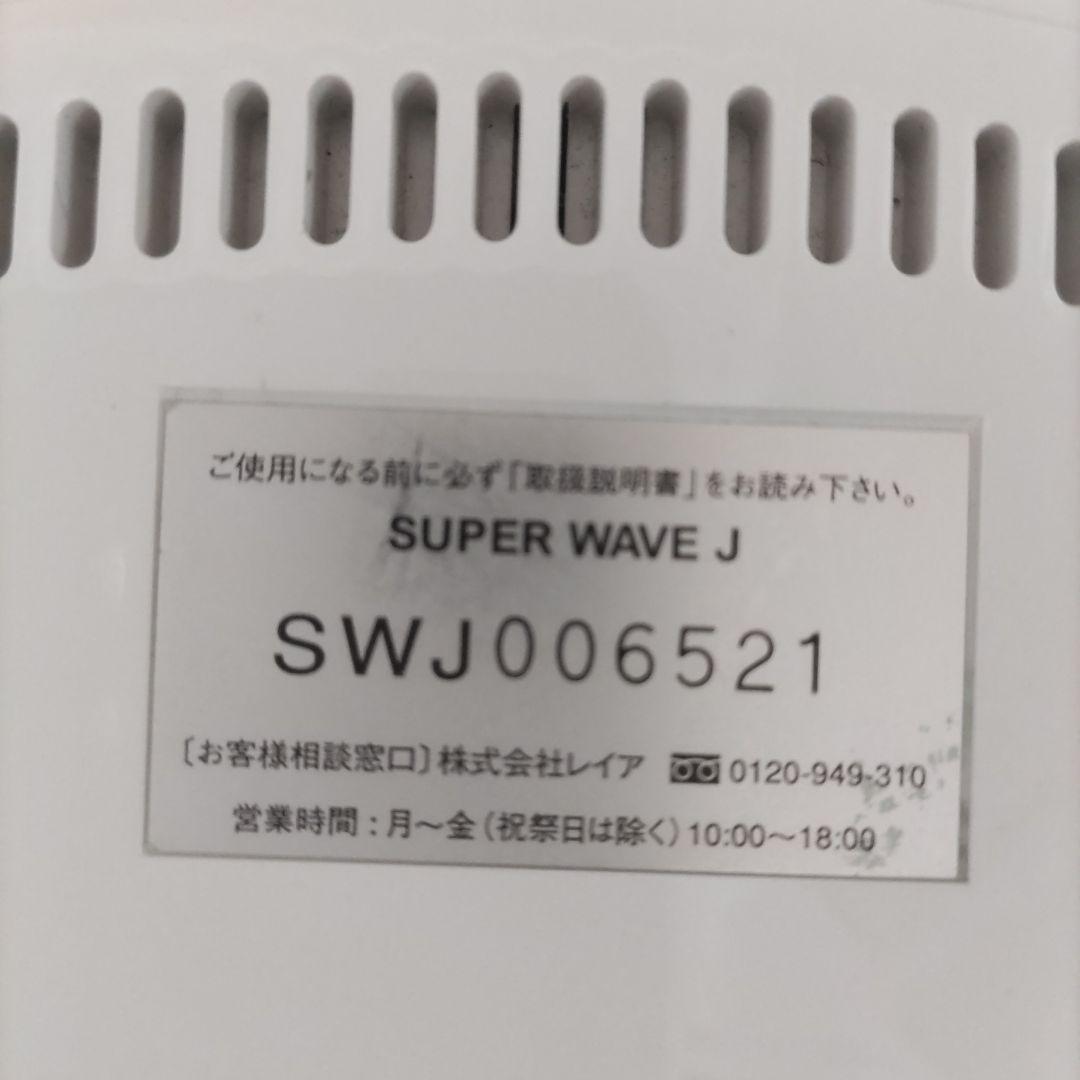 ご使用になる前に必ず「取扱説明書」をお読み下さい。
SUPER WAVE J
SWJ006521
〔お客様相談窓口〕株式会社レイア 0120-949-310
営業時間：月〜金（祝祭日は除く）10:00〜18:00